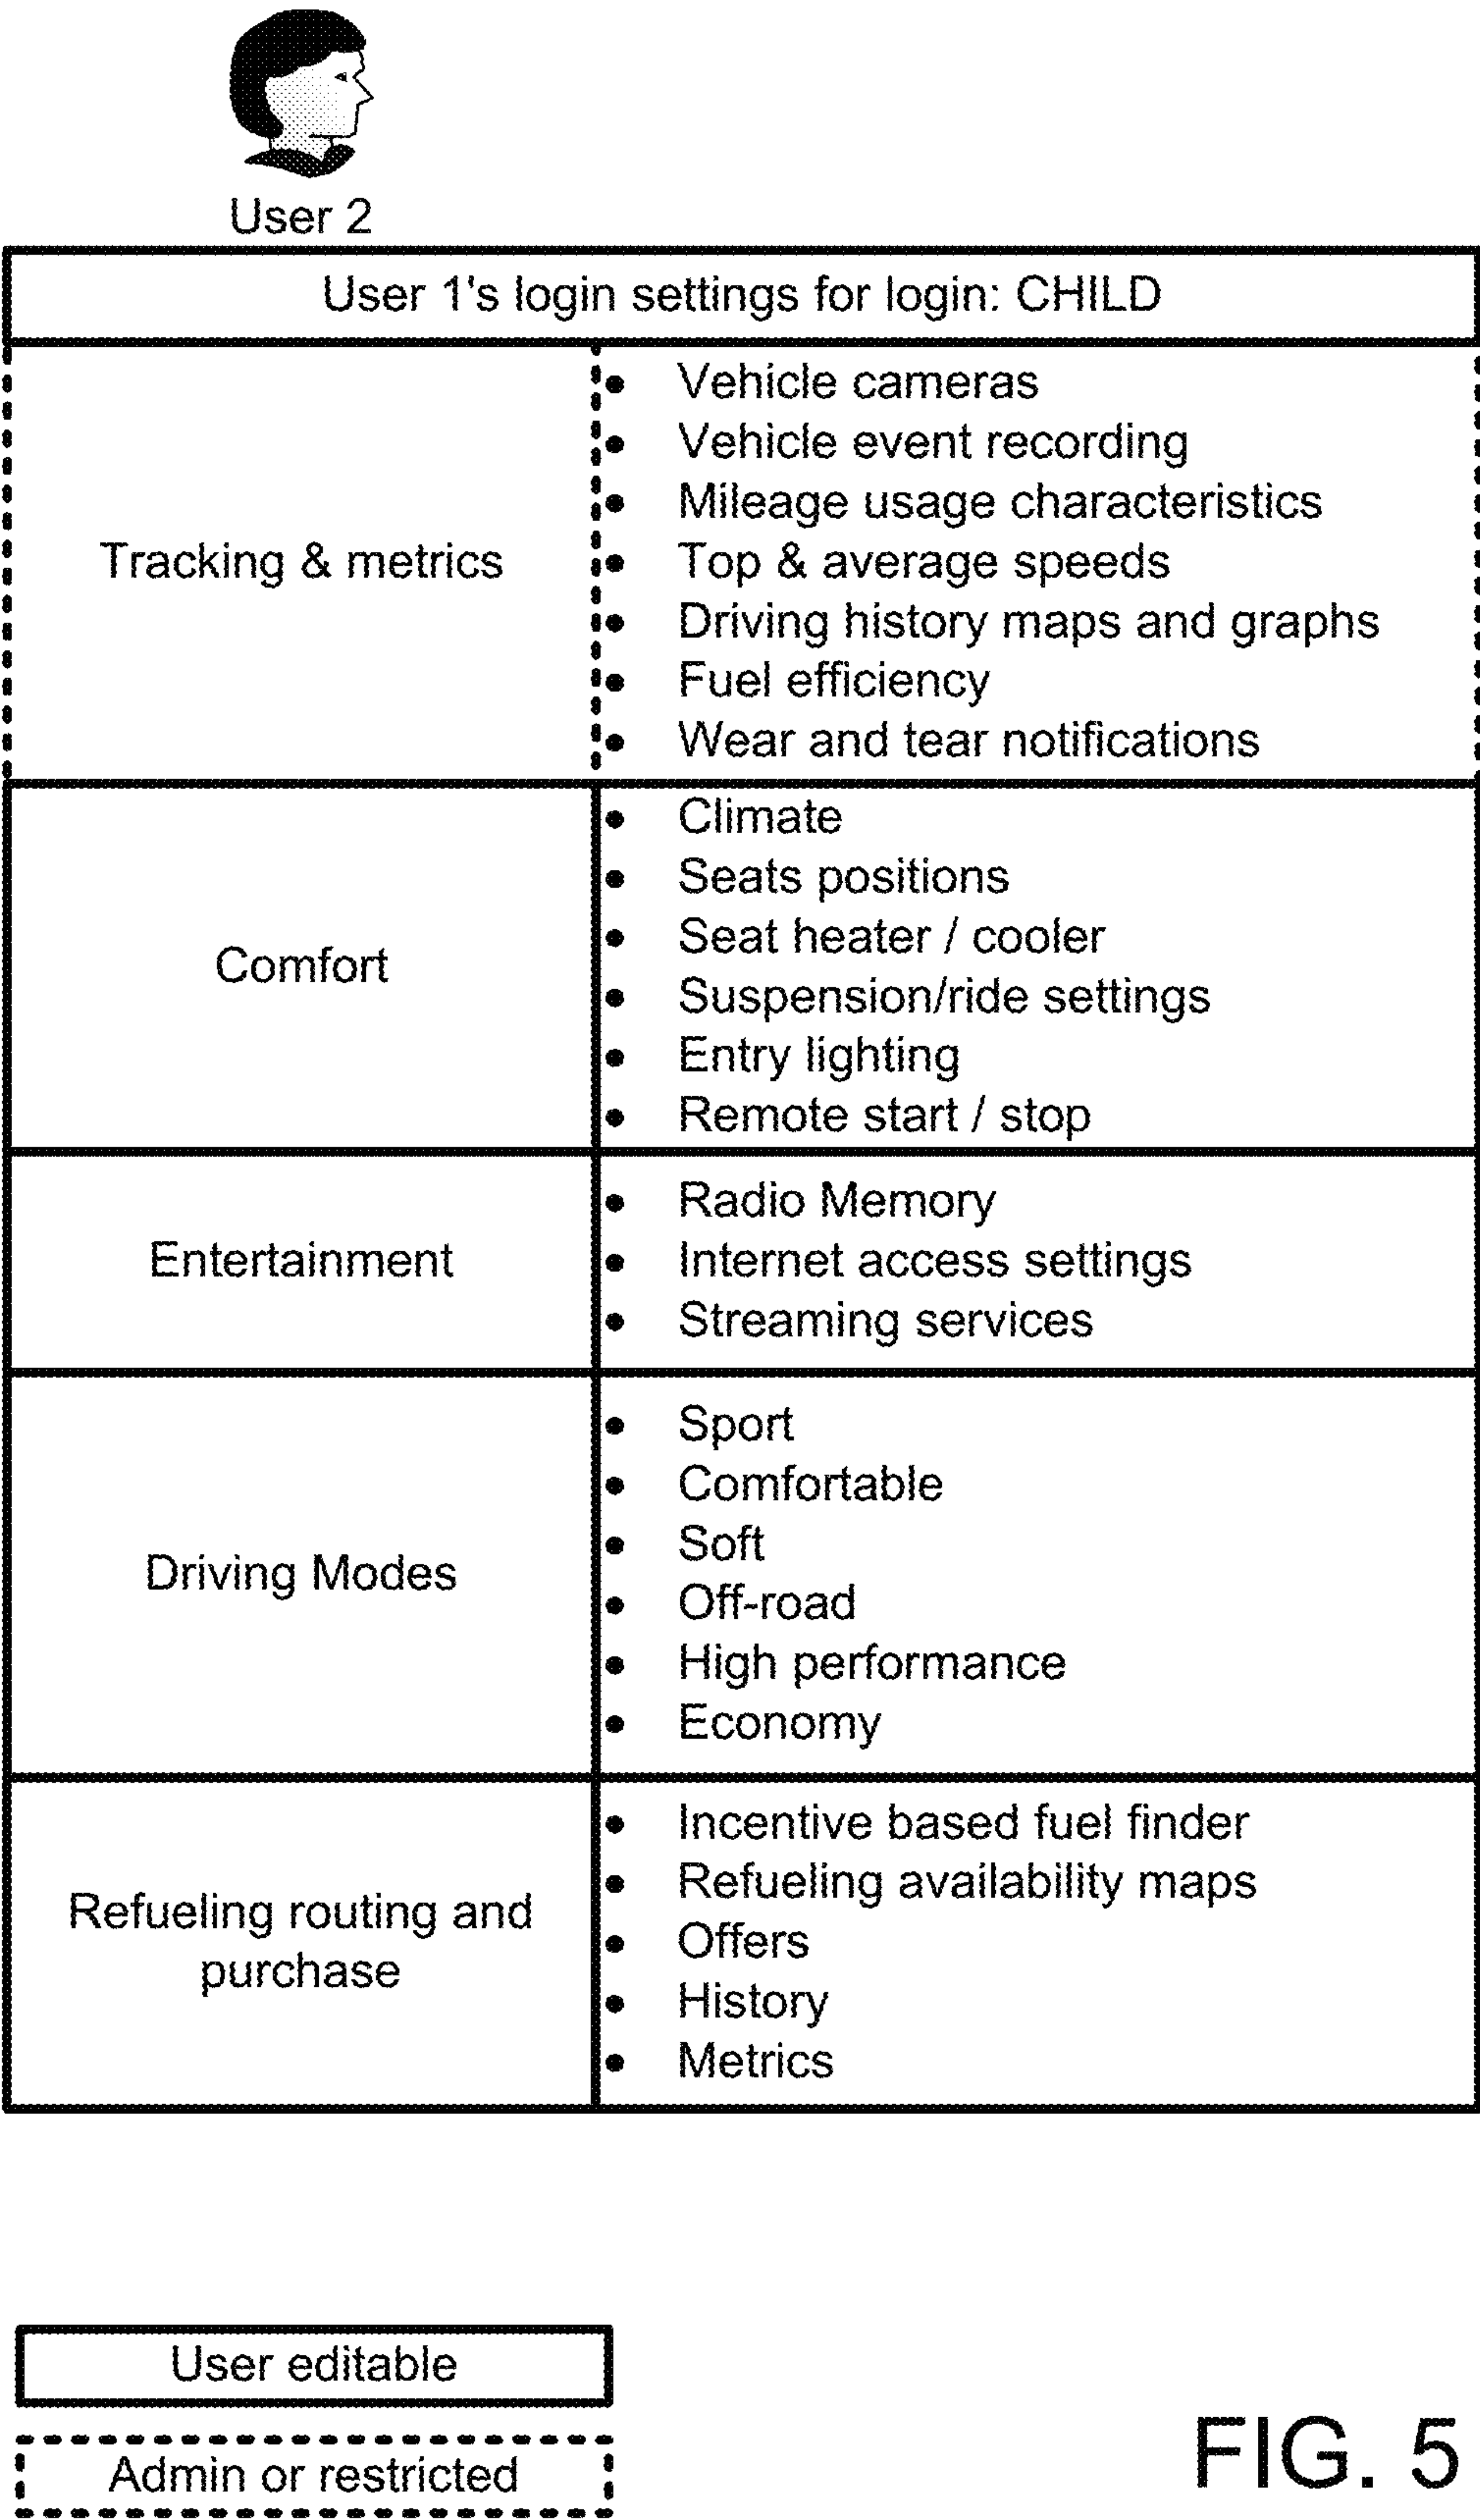 User 2
User 1's login settings for login: CHILD
Tracking & metrics
• Vehicle cameras
• Vehicle event recording
• Mileage usage characteristics
• Top & average speeds
• Driving history maps and graphs
• Fuel efficiency
• Wear and tear notifications
Comfort
• Climate
• Seats positions
• Seat heater / cooler
• Suspension/ride settings
• Entry lighting
• Remote start / stop
Entertainment
• Radio Memory
• Internet access settings
• Streaming services
Driving Modes
• Sport
• Comfortable
• Soft
• Off-road
• High performance
• Economy
Refueling routing and
purchase
• Incentive based fuel finder
• Refueling availability maps
• Offers
• History
• Metrics
User editable
Admin or restricted
FIG. 5